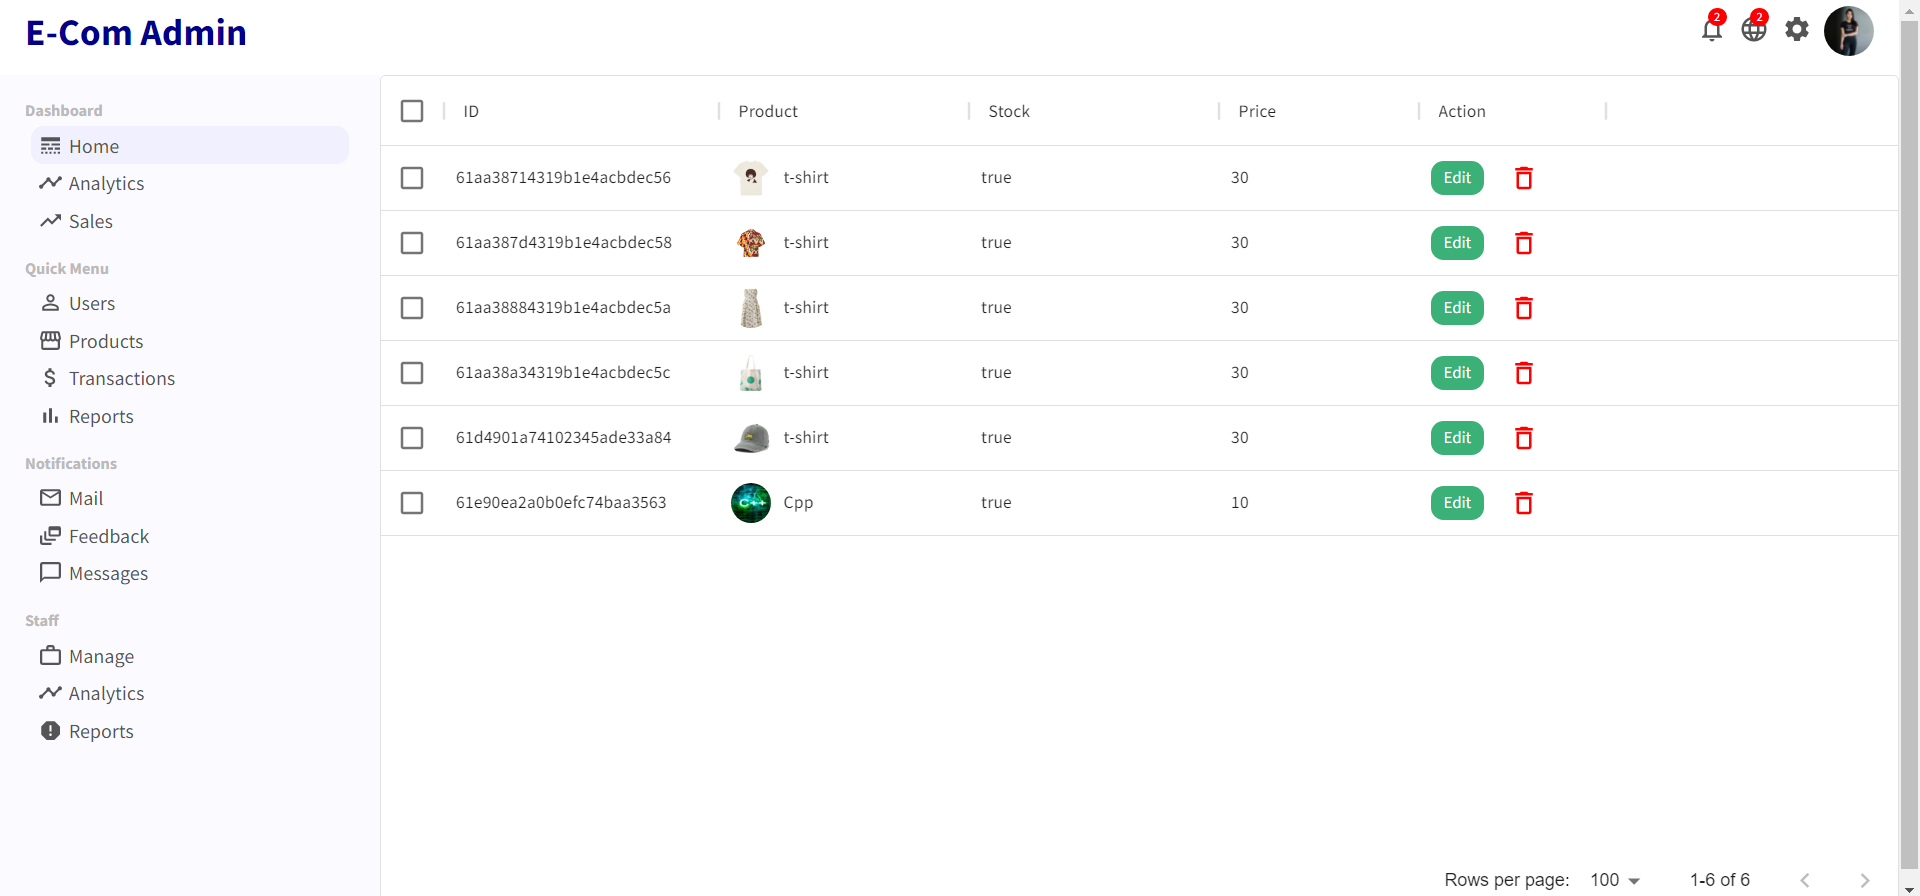 E-Com Admin
2
2
Dashboard
Home
Analytics
Sales
Quick Menu
Users
Products
Transactions
Reports
Notifications
Mail
Feedback
Messages
Staff
Manage
Analytics
Reports
ID Product Stock Price Action
61aa38714319b1e4acbdec56 t-shirt true 30 Edit
61aa387d4319b1e4acbdec58 t-shirt true 30 Edit
61aa38884319b1e4acbdec5a t-shirt true 30 Edit
61aa38a34319b1e4acbdec5c t-shirt true 30 Edit
61d4901a74102345ade33a84 t-shirt true 30 Edit
61e90ea2a0b0efc74baa3563 C++ Cpp true 10 Edit
Rows per page: 100 1-6 of 6